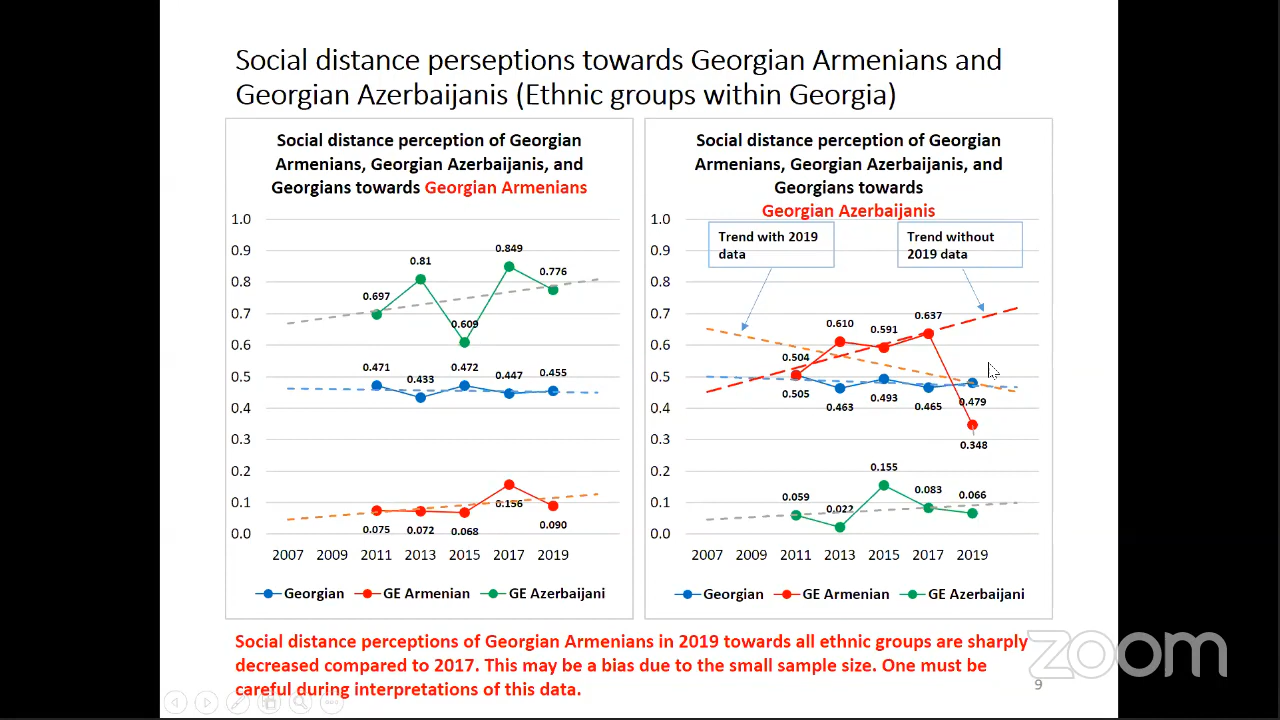 Social distance perseptions towards Georgian Armenians and
Georgian Azerbaijanis (Ethnic groups within Georgia)
Social distance perception of Georgian
Armenians, Georgian Azerbaijanis, and
Georgians towards Georgian Armenians
1.0
0.9
0.8
0.7
0.6
0.5
0.4
0.3
0.2
0.1
0.0
0.697
0.81
0.609
0.849
0.776
0.471
0.433
0.472
0.447
0.455
0.075
0.072
0.068
0.156
0.090
2007 2009 2011 2013 2015 2017 2019
Georgian GE Armenian GE Azerbaijani
Social distance perception of Georgian
Armenians, Georgian Azerbaijanis, and
Georgians towards
Georgian Azerbaijanis
1.0
0.9
0.8
0.7
0.6
0.5
0.4
0.3
0.2
0.1
0.0
Trend with 2019
data
Trend without
2019 data
0.504
0.610
0.591
0.637
0.348
0.505
0.463
0.493
0.465
0.479
0.059
0.022
0.155
0.083
0.066
2007 2009 2011 2013 2015 2017 2019
Georgian GE Armenian GE Azerbaijani
Social distance perceptions of Georgian Armenians in 2019 towards all ethnic groups are sharply
decreased compared to 2017. This may be a bias due to the small sample size. One must be
careful during interpretations of this data.
9
zoom